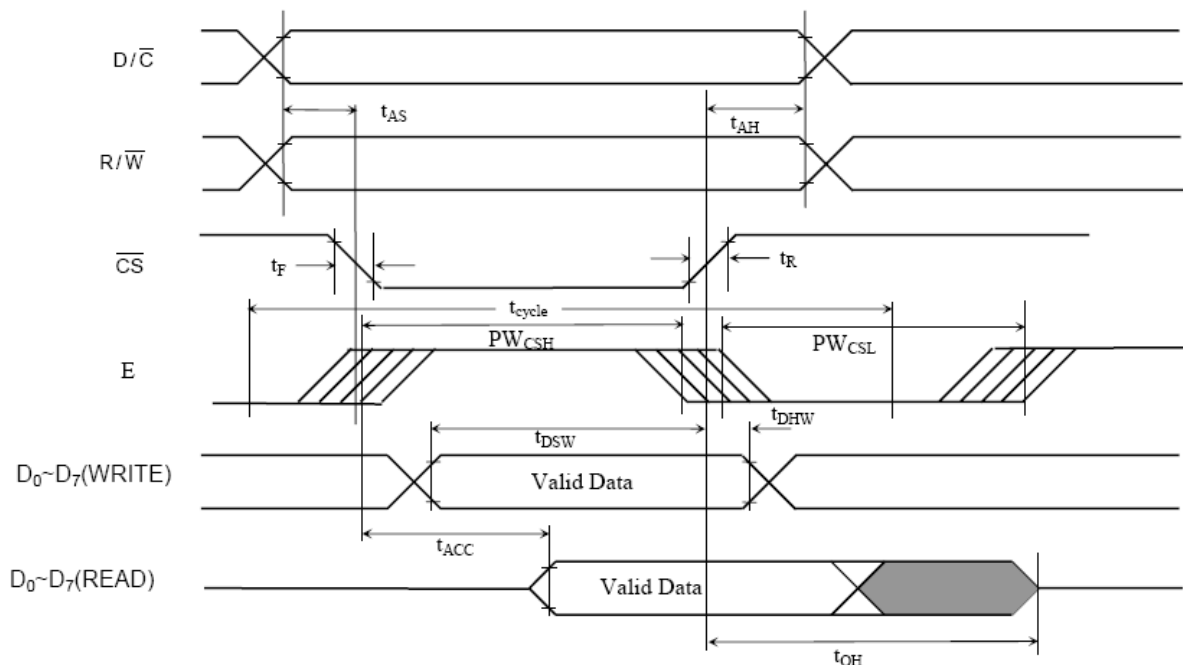 D/C̅
t_AS
t_AH
R/W̅
C̅S̅
t_F
t_R
t_cycle
PW_CSH
PW_CSL
E
t_DHW
t_DSW
D₀~D₇(WRITE)
Valid Data
t_ACC
D₀~D₇(READ)
Valid Data
t_OH